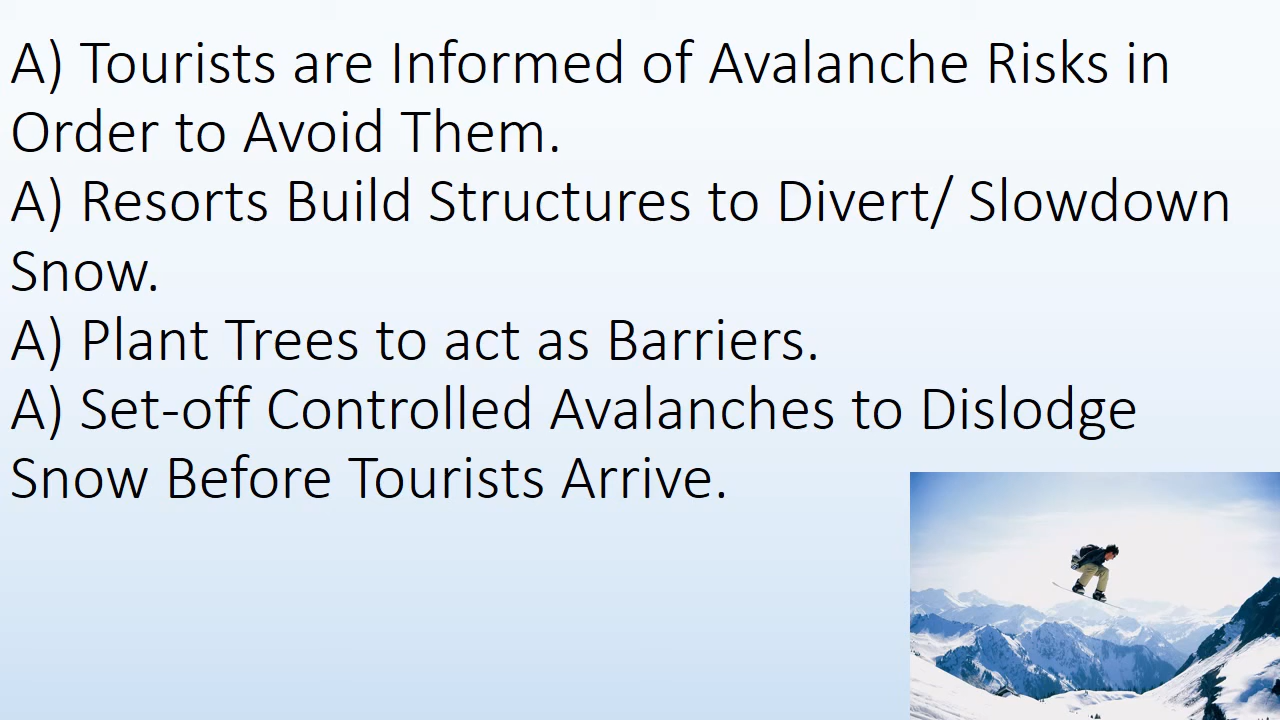 A) Tourists are Informed of Avalanche Risks in
Order to Avoid Them.
A) Resorts Build Structures to Divert/ Slowdown
Snow.
A) Plant Trees to act as Barriers.
A) Set-off Controlled Avalanches to Dislodge
Snow Before Tourists Arrive.